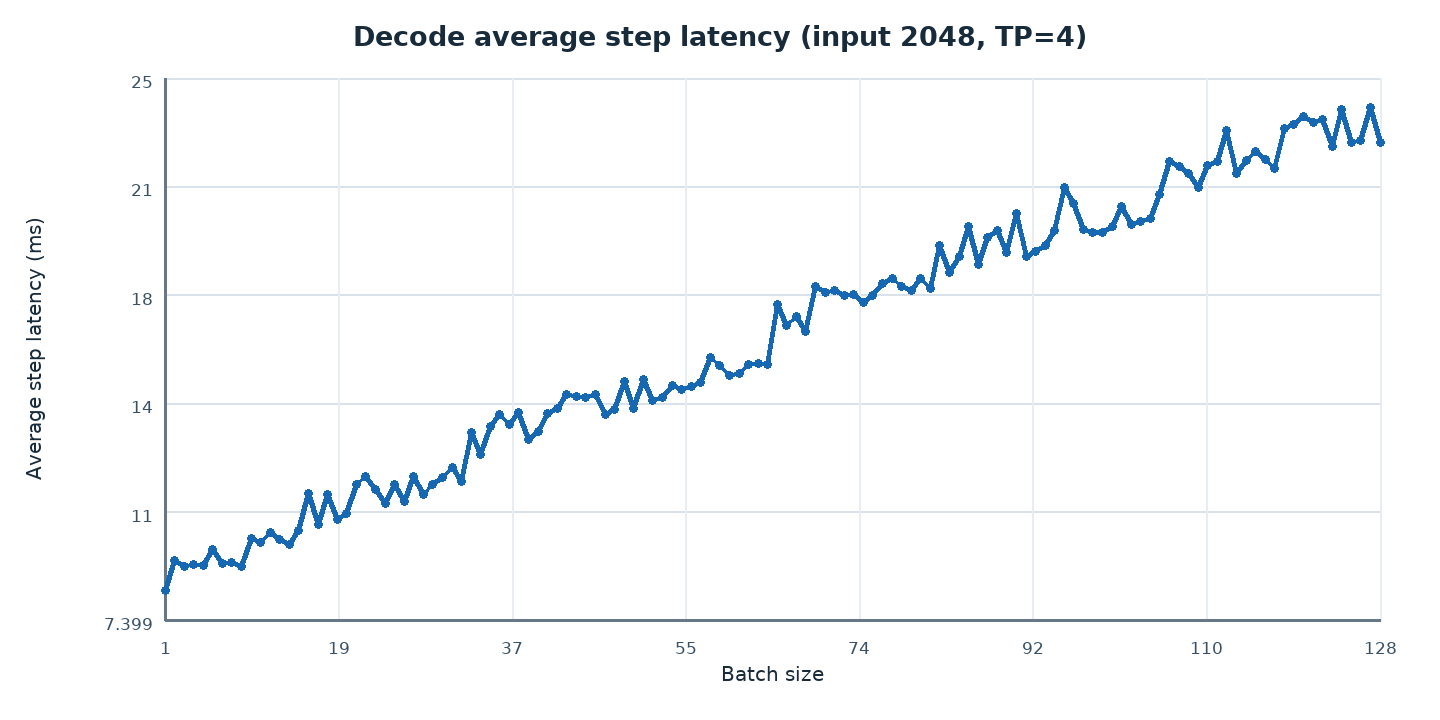 Decode average step latency (input 2048, TP=4)
25
21
18
14
11
7.399
Average step latency (ms)
1 19 37 55 74 92 110 128
Batch size